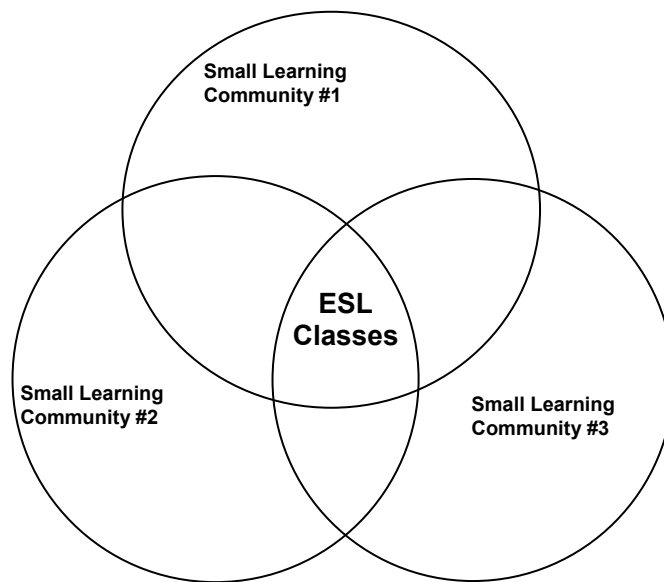 Small Learning
Community #1
ESL
Classes
Small Learning
Community #2
Small Learning
Community #3